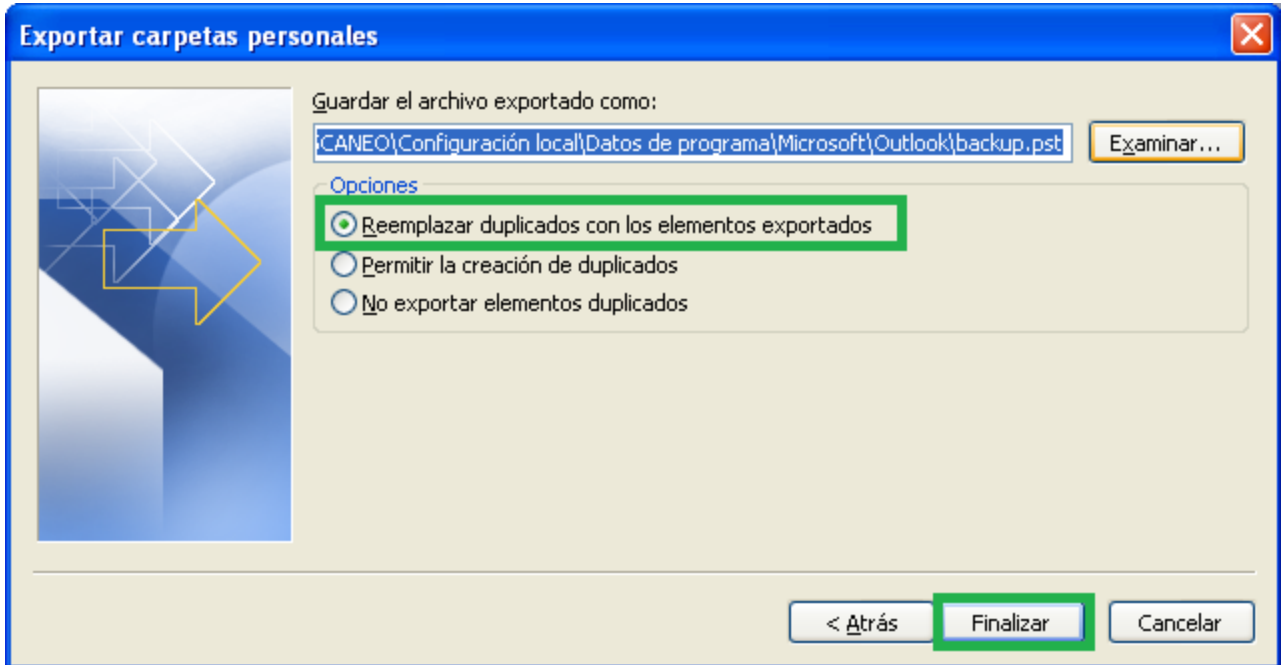 Exportar carpetas personales
Guardar el archivo exportado como:
CANEO\Configuración local\Datos de programa\Microsoft\Outlook\backup.pst Examinar...
Opciones
Reemplazar duplicados con los elementos exportados
Permitir la creación de duplicados
No exportar elementos duplicados
< Atrás Finalizar Cancelar